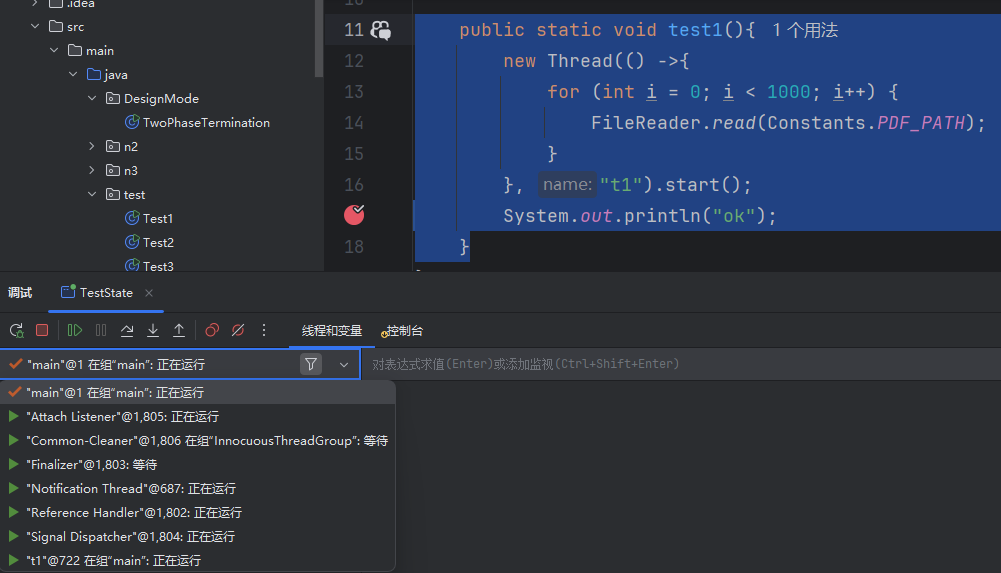 .idea
src
main
java
DesignMode
TwoPhaseTermination
n2
n3
test
Test1
Test2
Test3
11 public static void test1(){ 1个用法
12 new Thread(() ->{
13 for (int i = 0; i < 1000; i++) {
14 FileReader.read(Constants.PDF_PATH);
15 }
16 }, name: "t1").start();
System.out.println("ok");
18 }
调试 TestState
线程和变量 控制台
"main"@1 在组“main”: 正在运行 对表达式求值(Enter)或添加监视(Ctrl+Shift+Enter)
"main"@1 在组“main”: 正在运行
"Attach Listener"@1,805: 正在运行
"Common-Cleaner"@1,806 在组“InnocuousThreadGroup”: 等待
"Finalizer"@1,803: 等待
"Notification Thread"@687: 正在运行
"Reference Handler"@1,802: 正在运行
"Signal Dispatcher"@1,804: 正在运行
"t1"@722 在组“main”: 正在运行